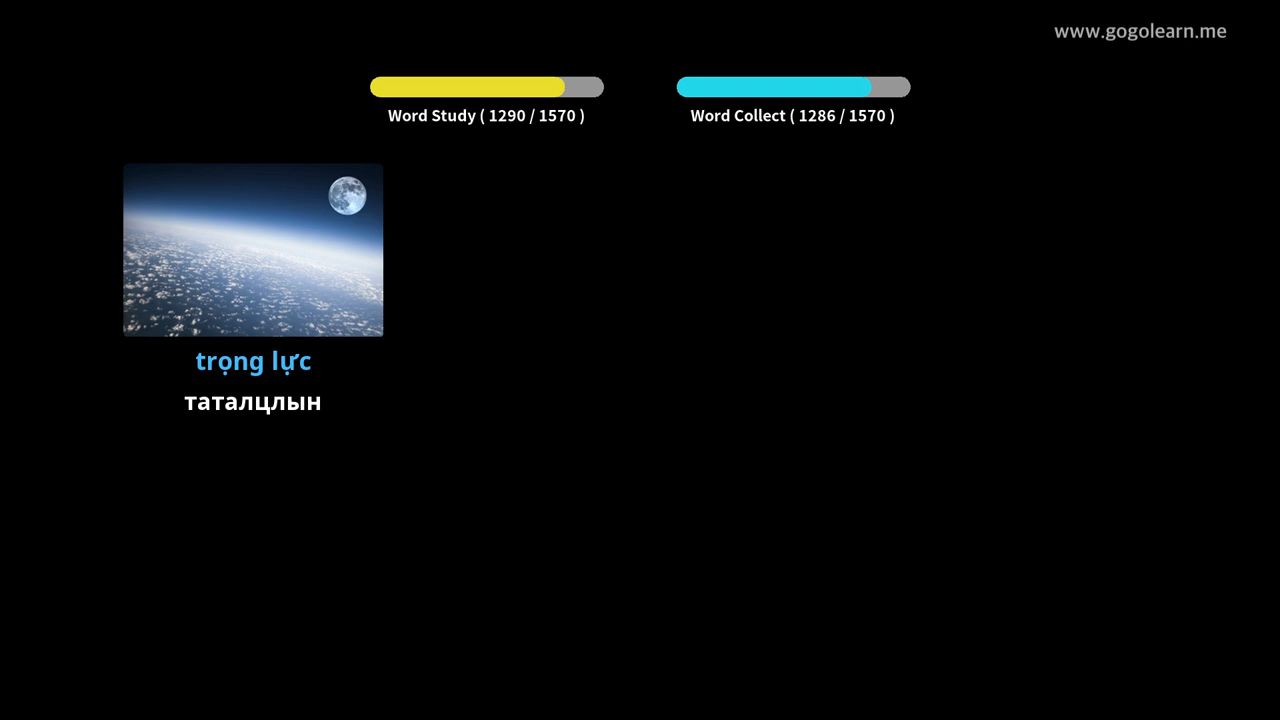 www.gogolearn.me
Word Study ( 1290 / 1570 )
Word Collect ( 1286 / 1570 )
trọng lực
таталцлын